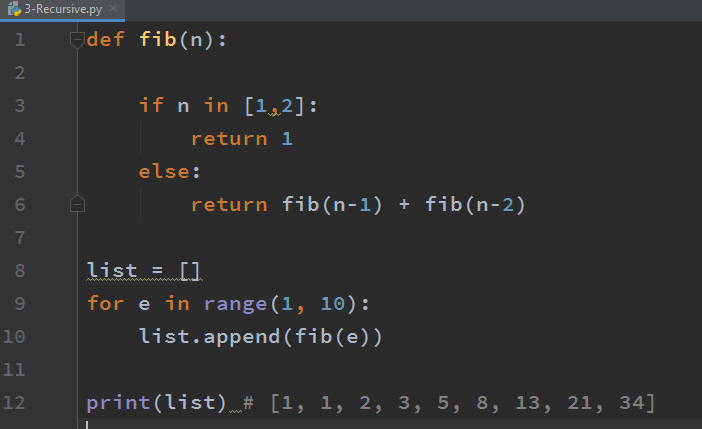 3-Recursive.py ×
1 def fib(n):
2
3     if n in [1,2]:
4         return 1
5     else:
6         return fib(n-1) + fib(n-2)
7
8 list = []
9 for e in range(1, 10):
10     list.append(fib(e))
11
12 print(list) # [1, 1, 2, 3, 5, 8, 13, 21, 34]